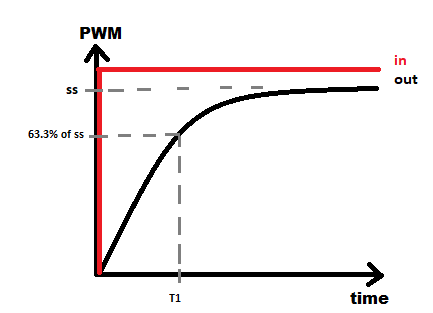 PWM
in
out
ss
63.3% of ss
T1
time